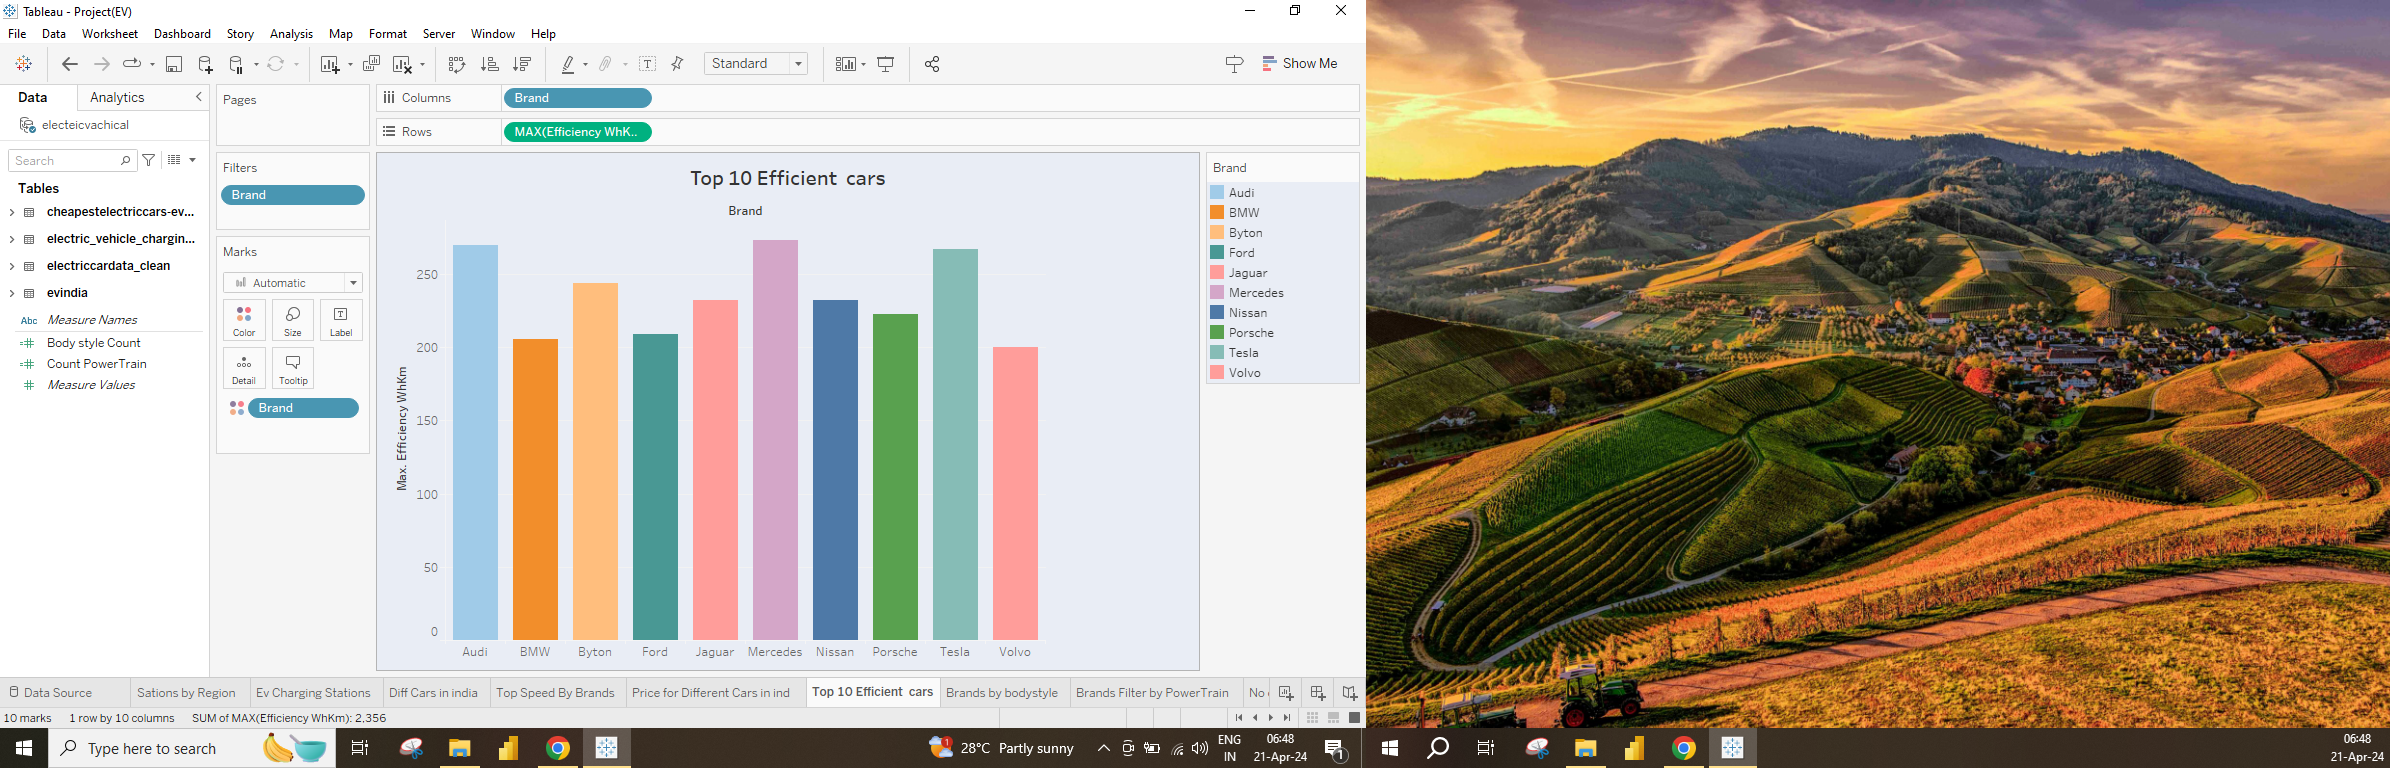 Tableau - Project(EV)
File Data Worksheet Dashboard Story Analysis Map Format Server Window Help
Standard
Show Me
Data Analytics
electeicvachical
Search
Tables
cheapestelectriccars-ev...
electric_vehicle_chargin...
electriccardata_clean
evindia
Abc Measure Names
Body style Count
Count PowerTrain
Measure Values
Pages
Filters
Brand
Marks
Automatic
Color Size Label
Detail Tooltip
Brand
Columns Brand
Rows MAX(Efficiency WhK..
Top 10 Efficient cars
Brand
Max. Efficiency WhKm
250
200
150
100
50
0
Audi BMW Byton Ford Jaguar Mercedes Nissan Porsche Tesla Volvo
Brand
Audi
BMW
Byton
Ford
Jaguar
Mercedes
Nissan
Porsche
Tesla
Volvo
Data Source Sations by Region Ev Charging Stations Diff Cars in india Top Speed By Brands Price for Different Cars in ind Top 10 Efficient cars Brands by bodystyle Brands Filter by PowerTrain No
10 marks 1 row by 10 columns SUM of MAX(Efficiency WhKm): 2,356
Type here to search
1
28°C Partly sunny
ENG
IN
06:48
21-Apr-24
1
06:48
21-Apr-24